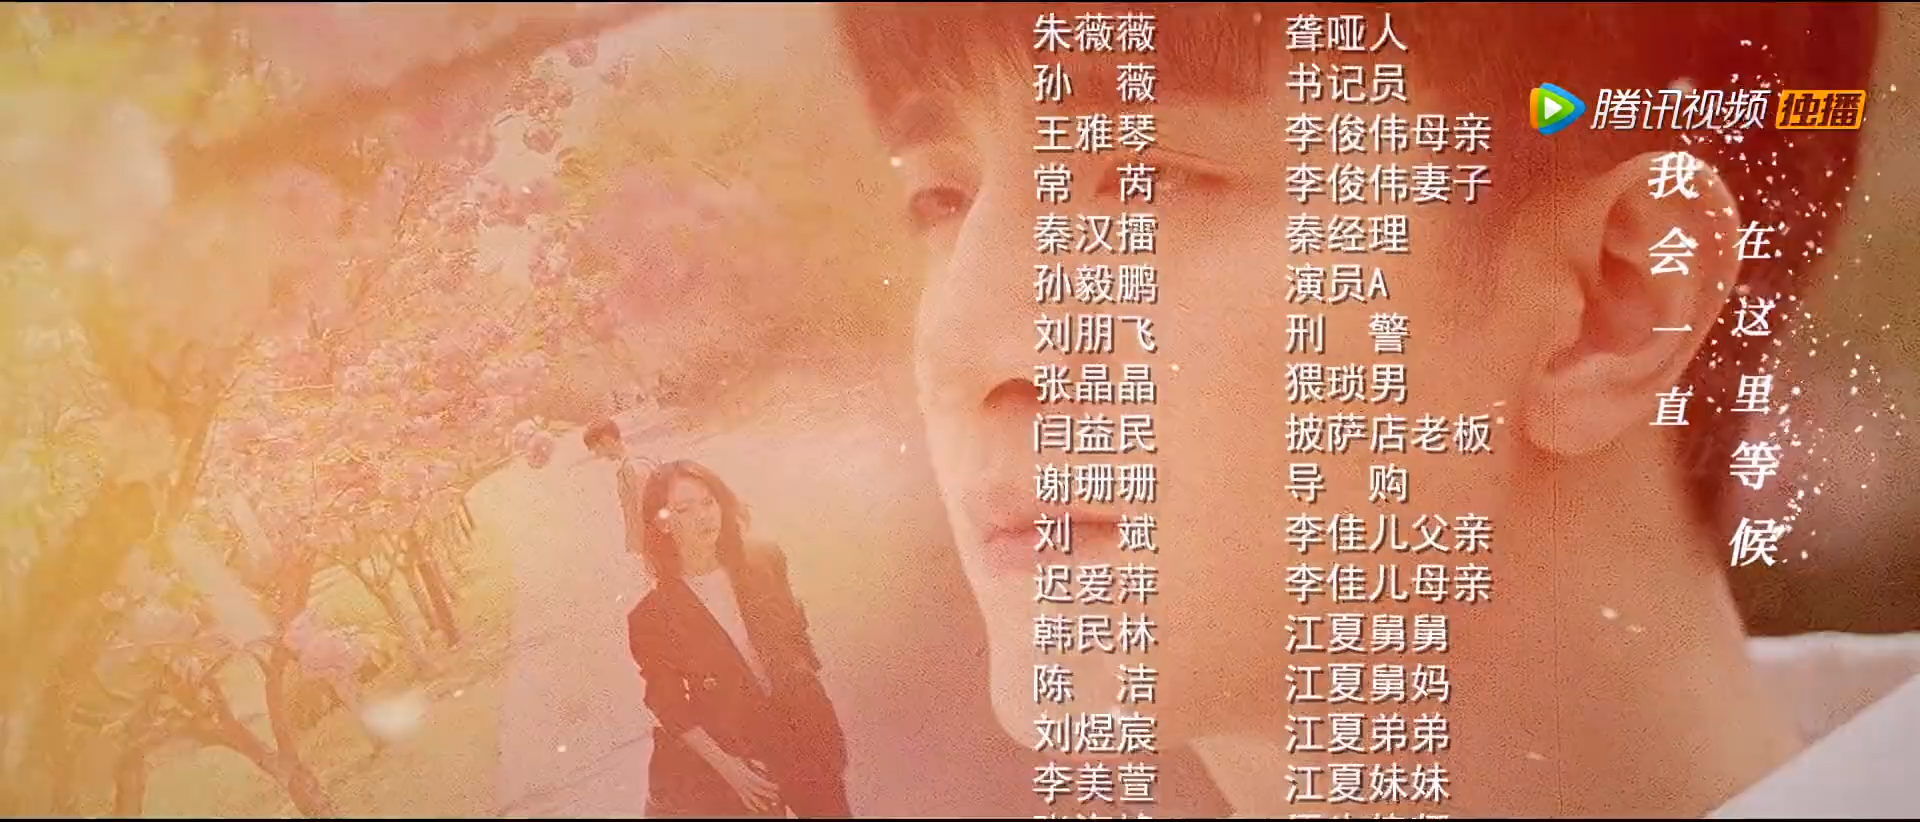 朱薇薇 聋哑人
孙 薇 书记员
王雅琴 李俊伟母亲
常 芮 李俊伟妻子
秦汉擂 秦经理
孙毅鹏 演员A
刘朋飞 刑 警
张晶晶 猥琐男
闫益民 披萨店老板
谢珊珊 导 购
刘 斌 李佳儿父亲
迟爱萍 李佳儿母亲
韩民林 江夏舅舅
陈 洁 江夏舅妈
刘煜宸 江夏弟弟
李美萱 江夏妹妹
腾讯视频 独播
我会一直
在这里等候